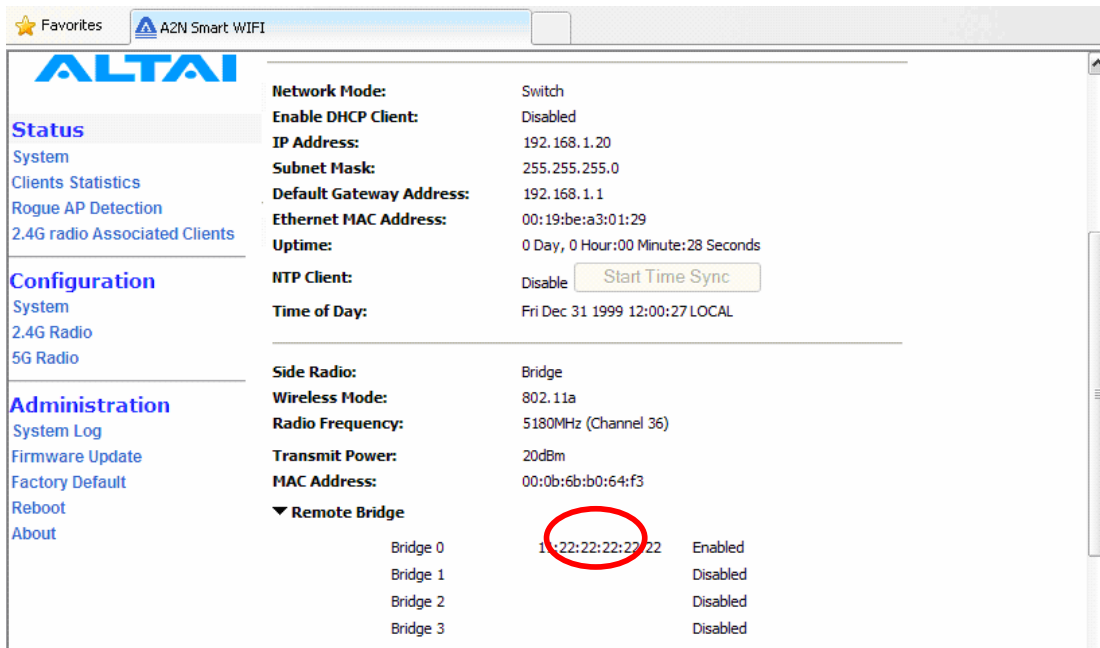 Favorites
A2N Smart WIFI
ALTAI
Status
System
Clients Statistics
Rogue AP Detection
2.4G radio Associated Clients
Configuration
System
2.4G Radio
5G Radio
Administration
System Log
Firmware Update
Factory Default
Reboot
About
Network Mode: Switch
Enable DHCP Client: Disabled
IP Address: 192.168.1.20
Subnet Mask: 255.255.255.0
Default Gateway Address: 192.168.1.1
Ethernet MAC Address: 00:19:be:a3:01:29
Uptime: 0 Day, 0 Hour:00 Minute:28 Seconds
NTP Client: Disable Start Time Sync
Time of Day: Fri Dec 31 1999 12:00:27 LOCAL
Side Radio: Bridge
Wireless Mode: 802.11a
Radio Frequency: 5180MHz (Channel 36)
Transmit Power: 20dBm
MAC Address: 00:0b:6b:b0:64:f3
Remote Bridge
Bridge 0 Enabled
Bridge 1 Disabled
Bridge 2 Disabled
Bridge 3 Disabled